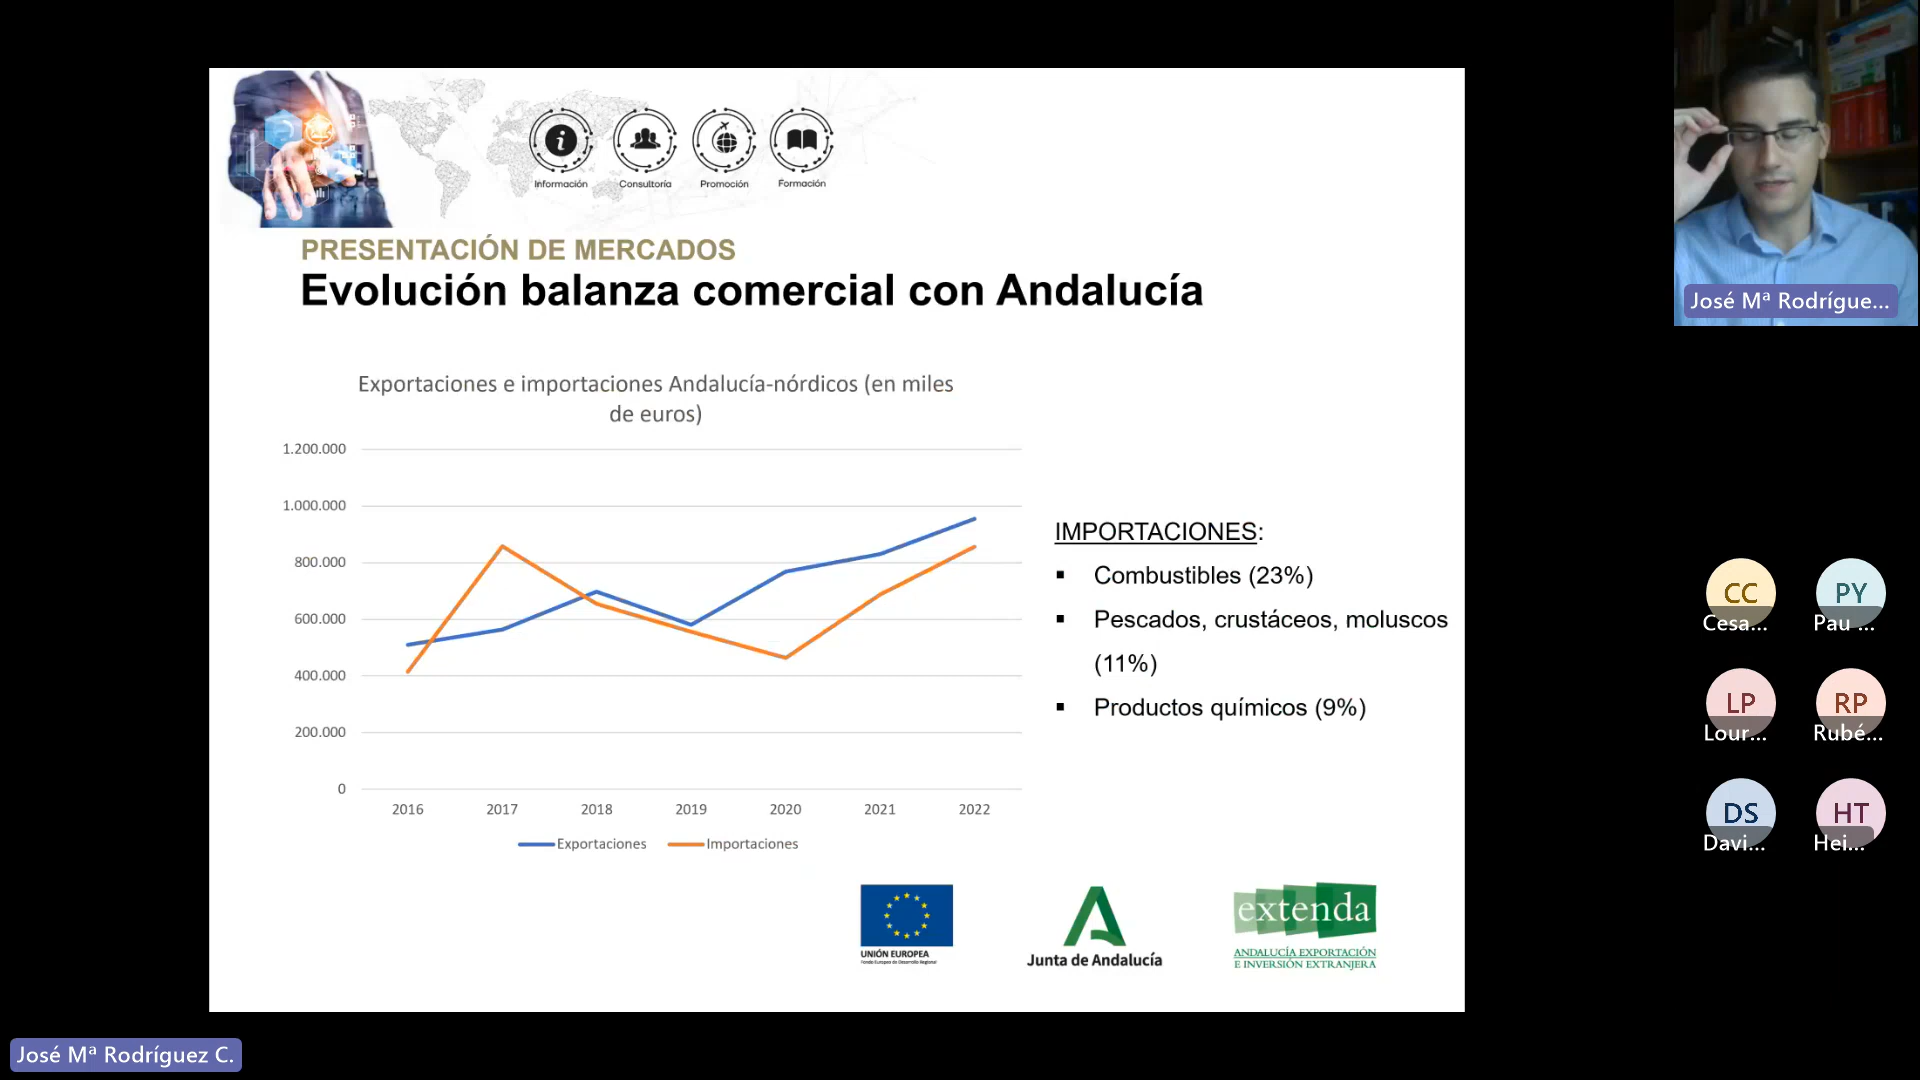 Información
Consultoría
Promoción
Formación
PRESENTACIÓN DE MERCADOS
Evolución balanza comercial con Andalucía
Exportaciones e importaciones Andalucía-nórdicos (en miles
de euros)
1.200.000
1.000.000
800.000
600.000
400.000
200.000
0
2016 2017 2018 2019 2020 2021 2022
Exportaciones Importaciones
IMPORTACIONES:
▪ Combustibles (23%)
▪ Pescados, crustáceos, moluscos
(11%)
▪ Productos químicos (9%)
UNIÓN EUROPEA
Fondo Europeo de Desarrollo Regional
Junta de Andalucía
extenda
ANDALUCÍA EXPORTACIÓN
E INVERSIÓN EXTRANJERA
José Mª Rodrígue...
CC
Cesa...
PY
Pau ...
LP
Lour...
RP
Rubé...
DS
Davi...
HT
Hei...
José Mª Rodríguez C.